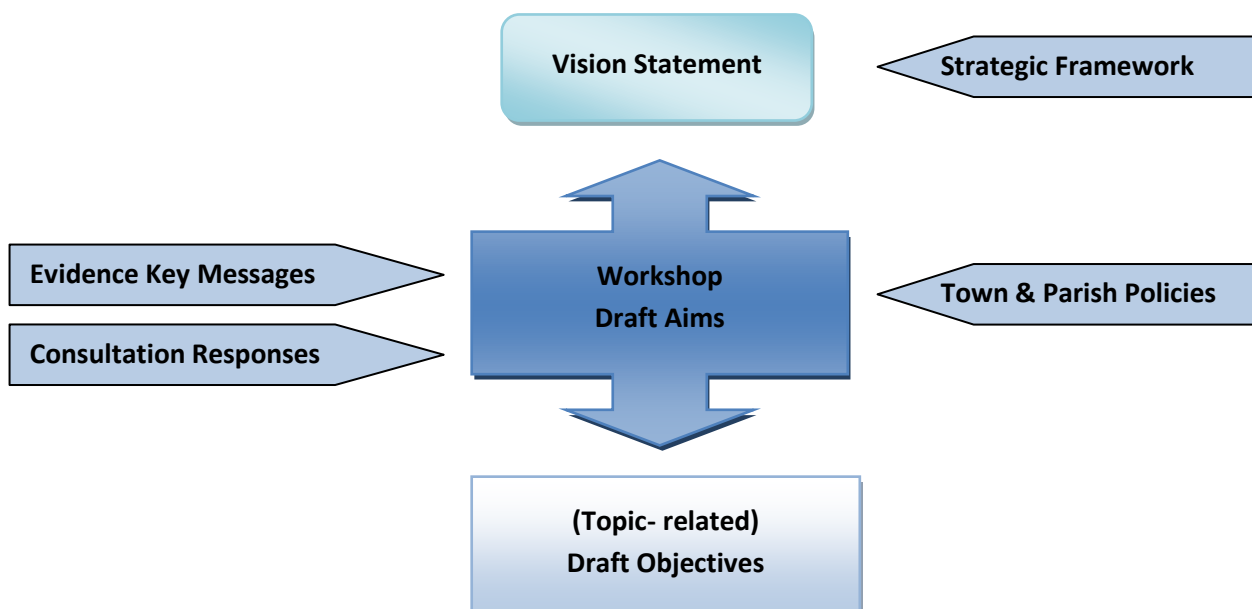 Vision Statement
Strategic Framework
Evidence Key Messages
Workshop
Draft Aims
Town & Parish Policies
Consultation Responses
(Topic- related)
Draft Objectives